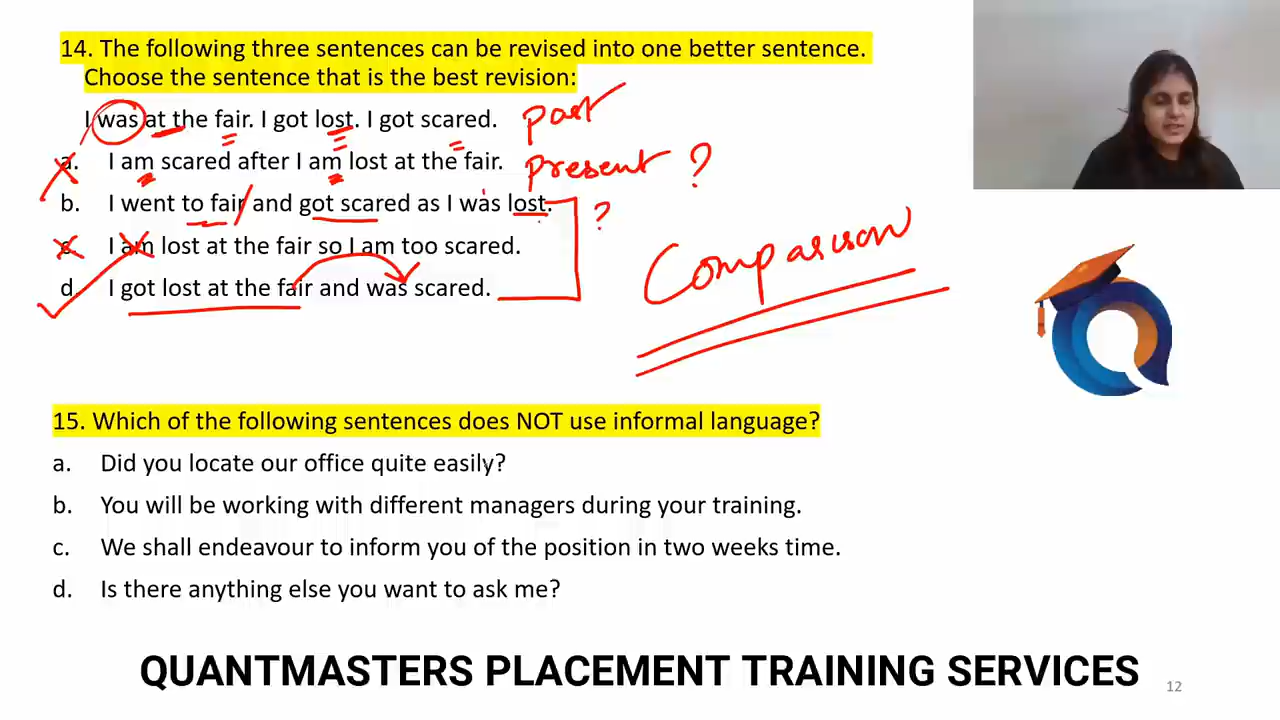 14. The following three sentences can be revised into one better sentence.
Choose the sentence that is the best revision:
I was at the fair. I got lost. I got scared. past
a. I am scared after I am lost at the fair. present ?
b. I went to fair and got scared as I was lost. ?
c. I am lost at the fair so I am too scared. Comparison
d. I got lost at the fair and was scared.
15. Which of the following sentences does NOT use informal language?
a. Did you locate our office quite easily?
b. You will be working with different managers during your training.
c. We shall endeavour to inform you of the position in two weeks time.
d. Is there anything else you want to ask me?
QUANTMASTERS PLACEMENT TRAINING SERVICES
12